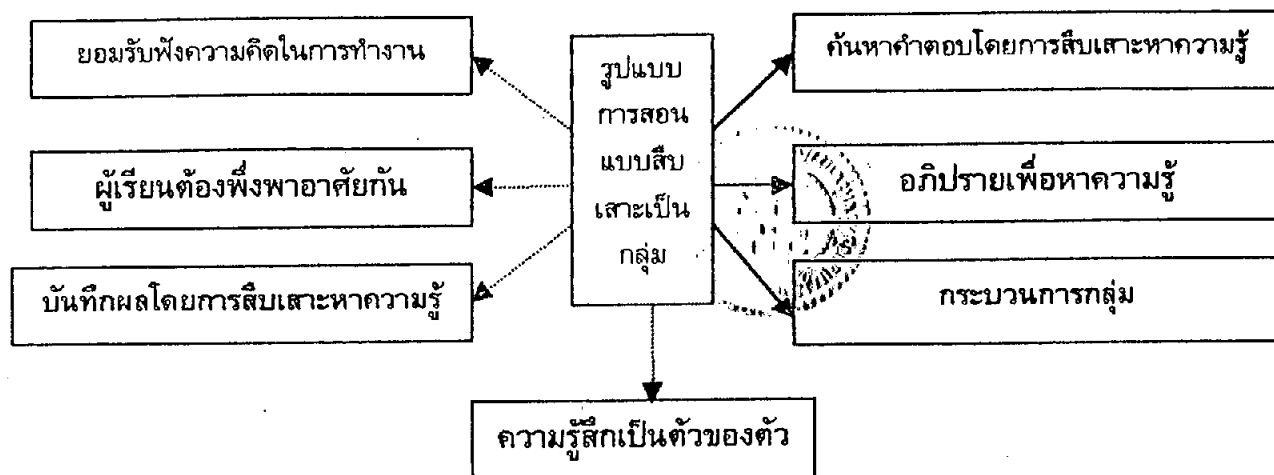 ยอมรับฟังความคิดในการทำงาน
ผู้เรียนต้องพึ่งพาอาศัยกัน
บันทึกผลโดยการสืบเสาะหาความรู้
รูปแบบ
การสอน
แบบสืบ
เสาะเป็น
กลุ่ม
ค้นหาคำตอบโดยการสืบเสาะหาความรู้
อภิปรายเพื่อหาความรู้
กระบวนการกลุ่ม
ความรู้สึกเป็นตัวของตัว